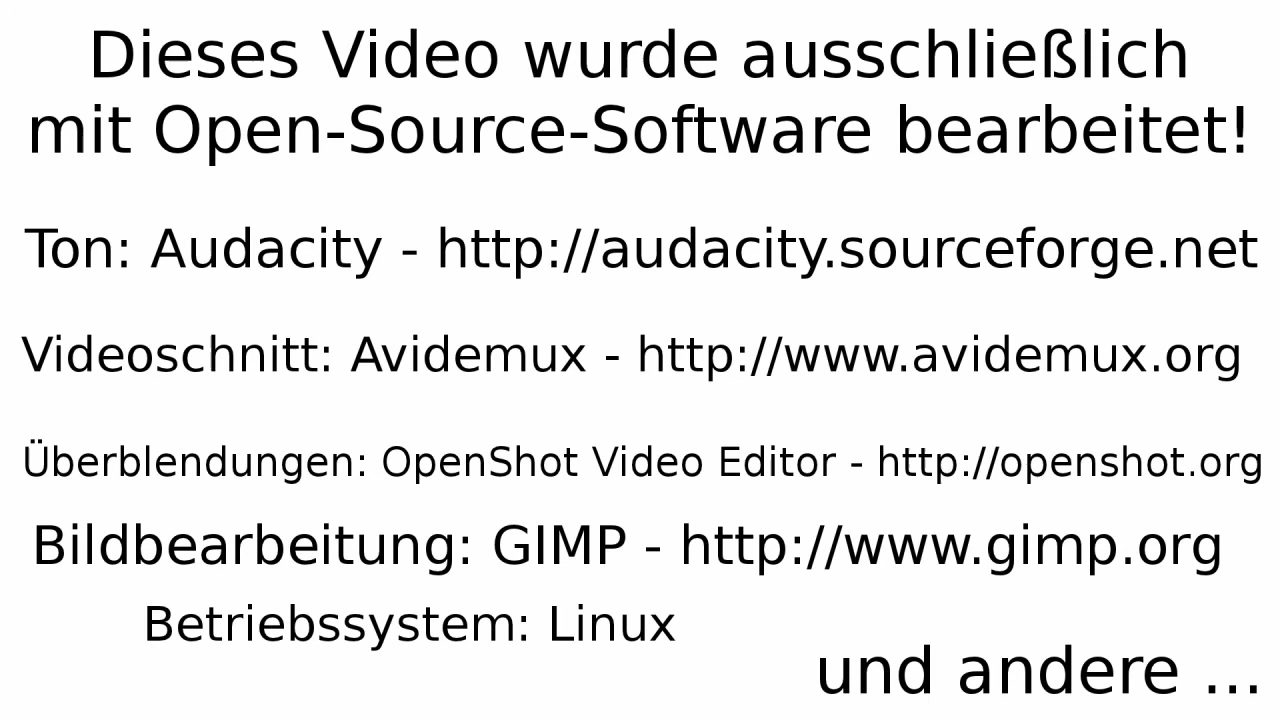 Dieses Video wurde ausschließlich
mit Open-Source-Software bearbeitet!
Ton: Audacity - http://audacity.sourceforge.net
Videoschnitt: Avidemux - http://www.avidemux.org
Überblendungen: OpenShot Video Editor - http://openshot.org
Bildbearbeitung: GIMP - http://www.gimp.org
Betriebssystem: Linux
und andere ...